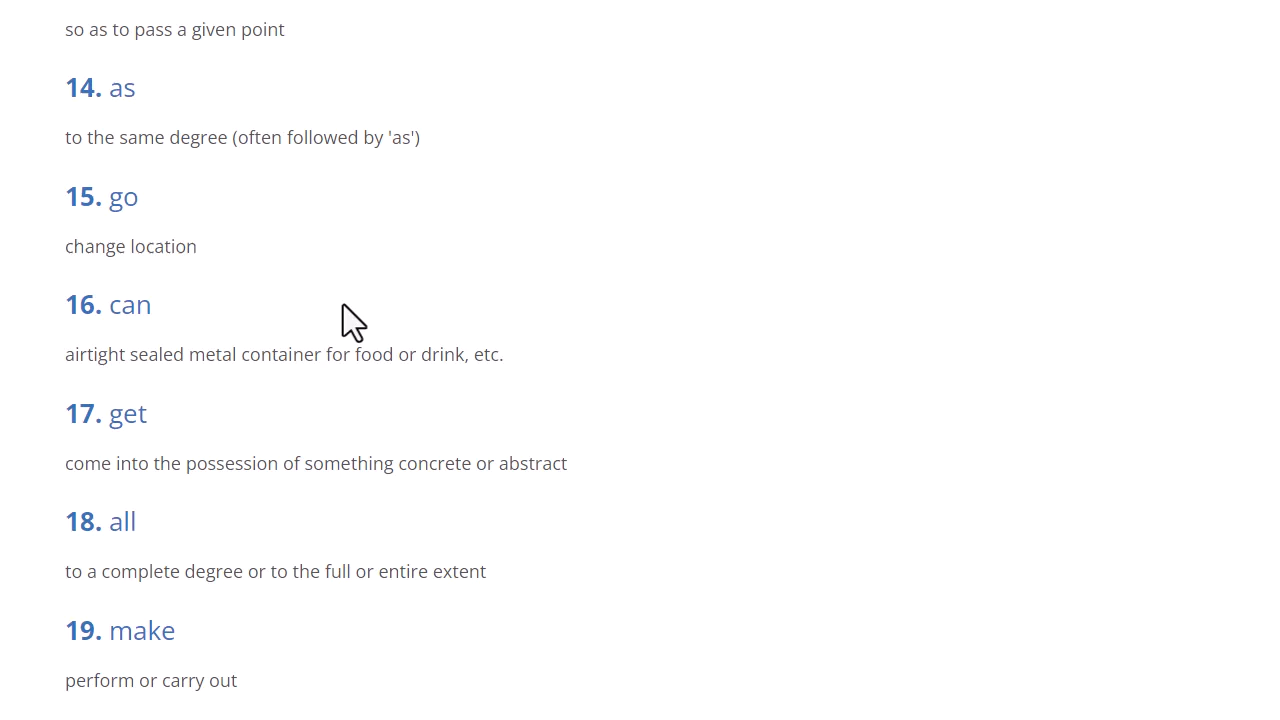 so as to pass a given point
14. as
to the same degree (often followed by 'as')
15. go
change location
16. can
airtight sealed metal container for food or drink, etc.
17. get
come into the possession of something concrete or abstract
18. all
to a complete degree or to the full or entire extent
19. make
perform or carry out